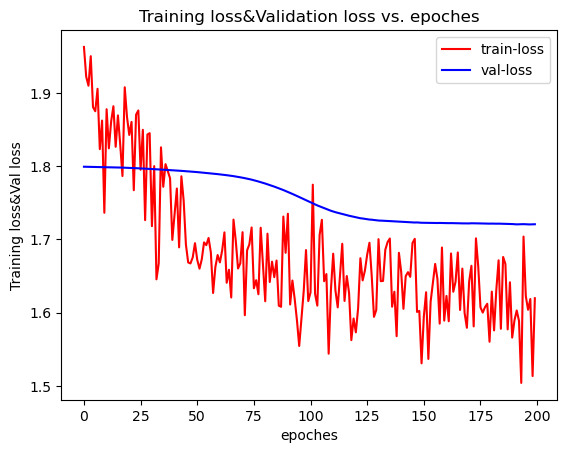 Training loss&Validation loss vs. epoches
train-loss
val-loss
Training loss&Val loss
1.9
1.8
1.7
1.6
1.5
0 25 50 75 100 125 150 175 200
epoches